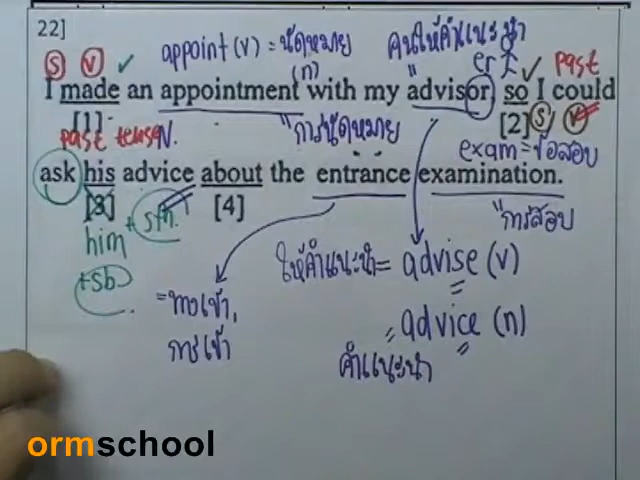 22]
appoint (v) = นัดหมาย คนให้คำแนะนำ
S V ✓ (n) " er ✓ past
I made an appointment with my advisor, so I could
[1] "การนัดหมาย [2] S V
past tense V. exam = ข้อสอบ
ask his advice about the entrance examination.
[3] + sth. [4] "การสอบ
him
+sb ให้คำแนะนำ = advise (v)
= ทางเข้า, = advice (n)
การเข้า คำแนะนำ
ormschool